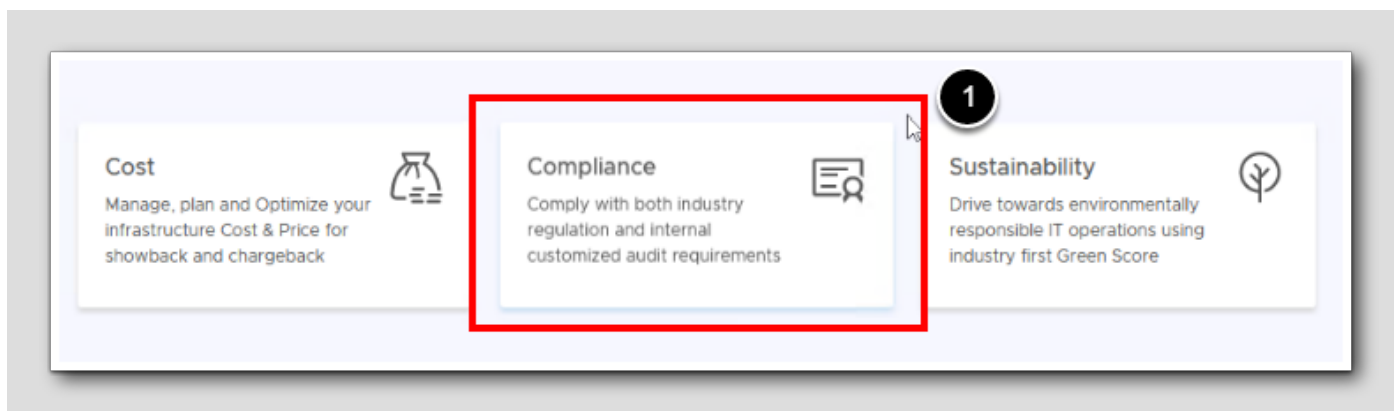 1
Cost
Manage, plan and Optimize your
infrastructure Cost & Price for
showback and chargeback
Compliance
Comply with both industry
regulation and internal
customized audit requirements
Sustainability
Drive towards environmentally
responsible IT operations using
industry first Green Score